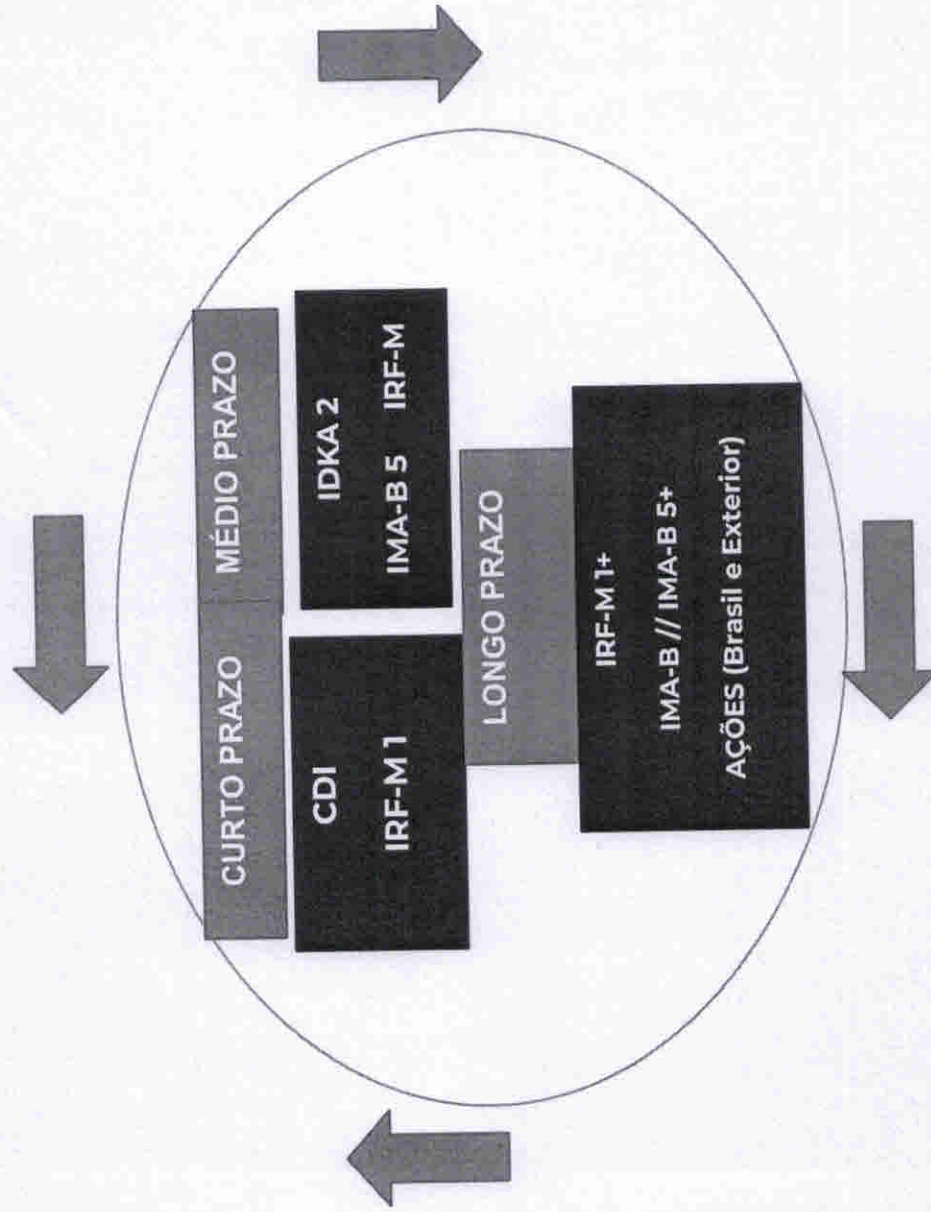 CURTO PRAZO
MÉDIO PRAZO
CDI
IRF-M 1
IDKA 2
IMA-B 5 IRF-M
LONGO PRAZO
IRF-M 1+
IMA-B // IMA-B 5+
AÇÕES (Brasil e Exterior)